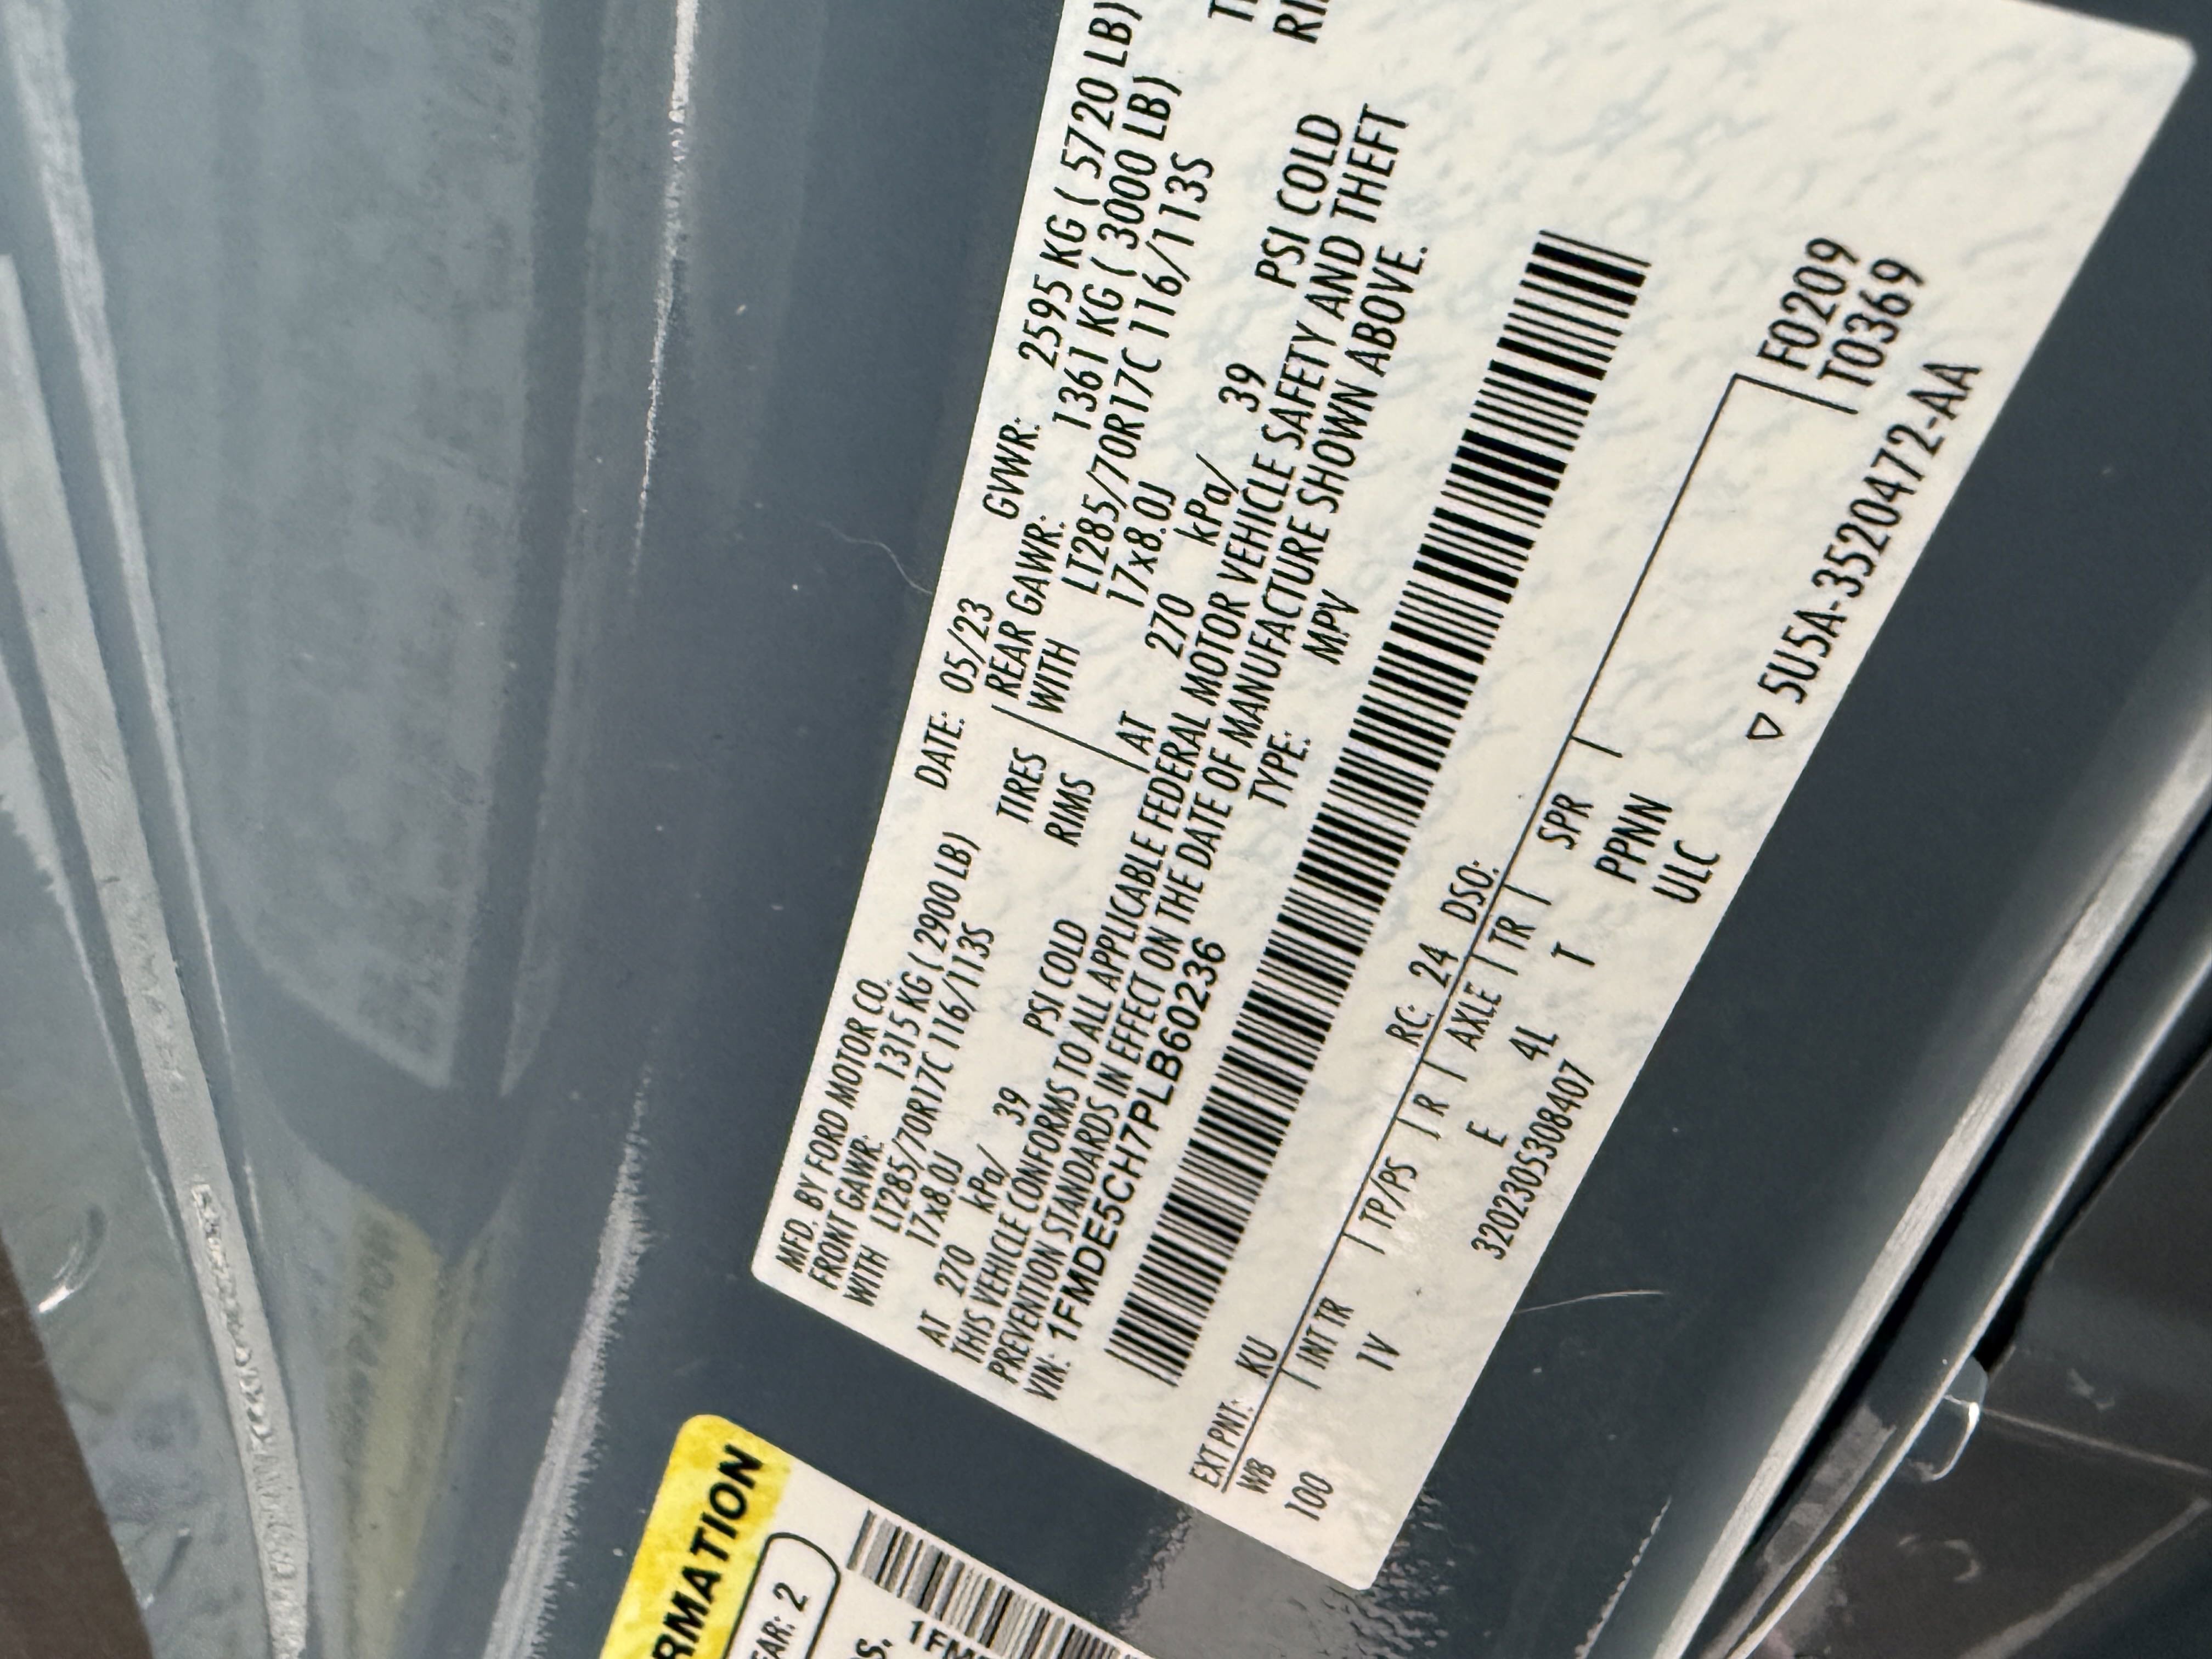 MFD. BY FORD MOTOR CO. DATE: 05/23 GVWR: 2595 KG ( 5720 LB)
FRONT GAWR: 1315 KG ( 2900 LB) REAR GAWR: 1361 KG ( 3000 LB)
WITH LT285/70R17C 116/113S TIRES WITH LT285/70R17C 116/113S
17x8.0J RIMS 17x8.0J
AT 270 kPa/ 39 PSI COLD AT 270 kPa/ 39 PSI COLD
THIS VEHICLE CONFORMS TO ALL APPLICABLE FEDERAL MOTOR VEHICLE SAFETY AND THEFT
PREVENTION STANDARDS IN EFFECT ON THE DATE OF MANUFACTURE SHOWN ABOVE.
VIN: 1FMDE5CH7PLB60236 TYPE: MPV
EXT PNT: KU RC: 24 DSO:
WB INT TR TP/PS R AXLE TR SPR F0209
100 1V E 4L T PPNN T0369
ULC
3202305308407
▽ 5U5A-3520472-AA
RMATION
EAR: 2